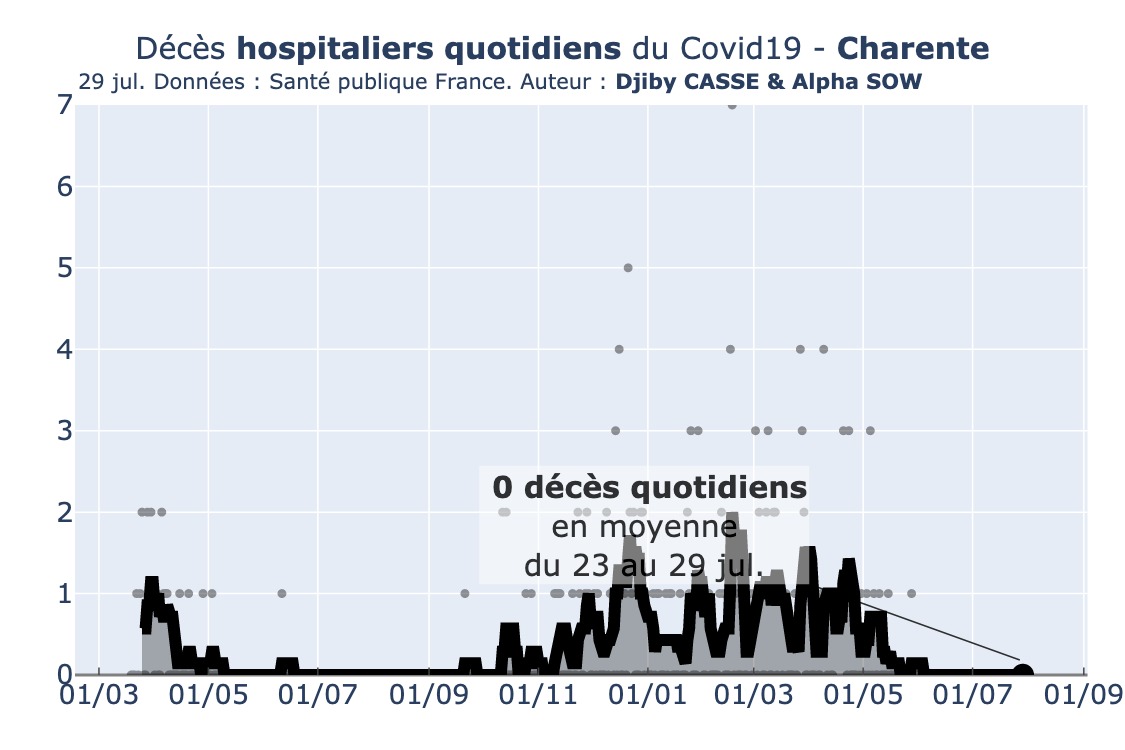 Décès hospitaliers quotidiens du Covid19 - Charente
29 jul. Données : Santé publique France. Auteur : Djiby CASSE & Alpha SOW
7
6
5
4
3
2
1
0
0 décès quotidiens
en moyenne
du 23 au 29 jul.
01/03 01/05 01/07 01/09 01/11 01/01 01/03 01/05 01/07 01/09